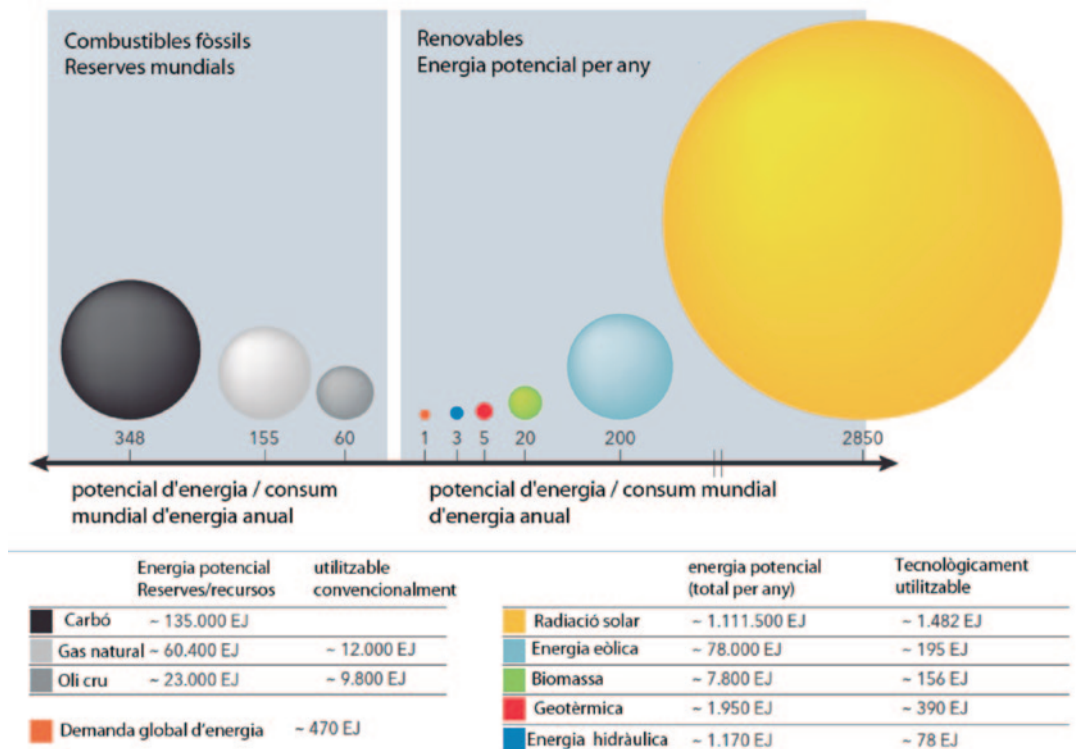 Combustibles fòssils
Reserves mundials
Renovables
Energia potencial per any
348
155
60
1
3
5
20
200
2850
potencial d'energia / consum
mundial d'energia anual
potencial d'energia / consum mundial
d'energia anual
Energia potencial
Reserves/recursos
utilitzable
convencionalment
Carbó ~ 135.000 EJ
Gas natural ~ 60.400 EJ ~ 12.000 EJ
Oli cru ~ 23.000 EJ ~ 9.800 EJ
Demanda global d'energia ~ 470 EJ
energia potencial
(total per any)
Tecnològicament
utilitzable
Radiació solar ~ 1.111.500 EJ ~ 1.482 EJ
Energia eòlica ~ 78.000 EJ ~ 195 EJ
Biomassa ~ 7.800 EJ ~ 156 EJ
Geotèrmica ~ 1.950 EJ ~ 390 EJ
Energia hidràulica ~ 1.170 EJ ~ 78 EJ